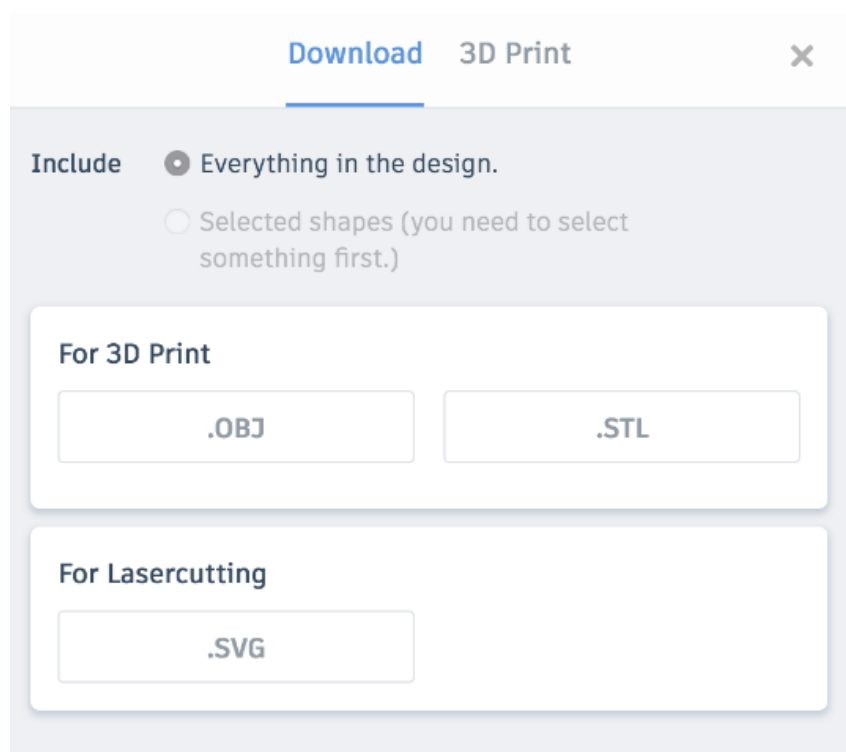 Download 3D Print
Include Everything in the design.
Selected shapes (you need to select
something first.)
For 3D Print
.OBJ .STL
For Lasercutting
.SVG